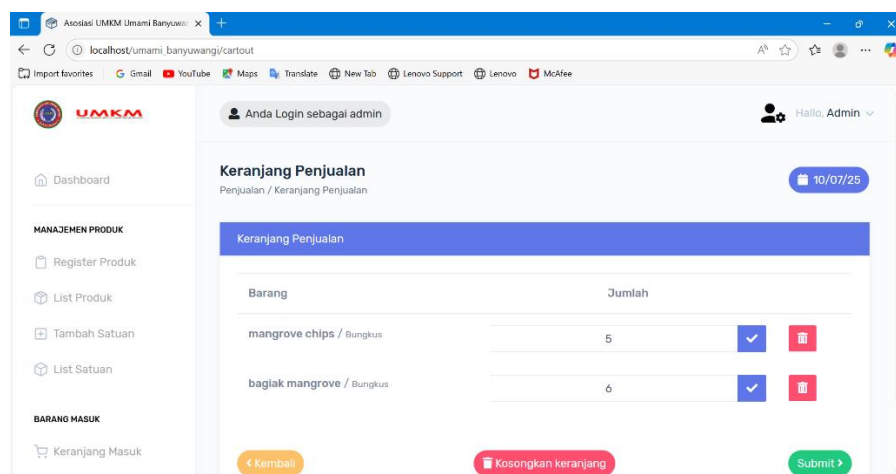 Asosiasi UMKM Umami Banyuwa
localhost/umami_banyuwangi/cartout
Import favorites Gmail YouTube Maps Translate New Tab Lenovo Support Lenovo McAfee
UMKM
Anda Login sebagai admin
Hallo, Admin
Dashboard
Keranjang Penjualan
Penjualan / Keranjang Penjualan
10/07/25
MANAJEMEN PRODUK
Register Produk
List Produk
Tambah Satuan
List Satuan
BARANG MASUK
Keranjang Masuk
Keranjang Penjualan
Barang Jumlah
mangrove chips / Bungkus 5
bagiak mangrove / Bungkus 6
Kembali
Kosongkan keranjang
Submit